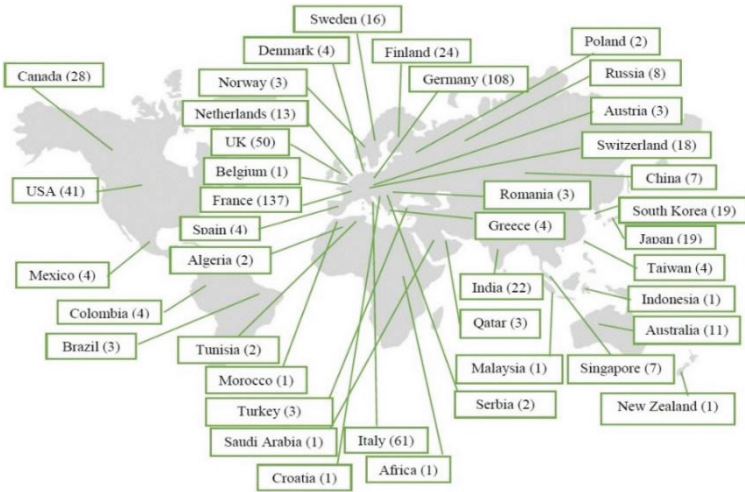 Sweden (16)
Denmark (4)
Finland (24)
Poland (2)
Canada (28)
Norway (3)
Germany (108)
Russia (8)
Netherlands (13)
Austria (3)
UK (50)
Switzerland (18)
Belgium (1)
China (7)
USA (41)
France (137)
Romania (3)
South Korea (19)
Spain (4)
Greece (4)
Japan (19)
Algeria (2)
Taiwan (4)
Mexico (4)
India (22)
Indonesia (1)
Colombia (4)
Qatar (3)
Australia (11)
Brazil (3)
Tunisia (2)
Malaysia (1)
Singapore (7)
Morocco (1)
Turkey (3)
Serbia (2)
New Zealand (1)
Saudi Arabia (1)
Italy (61)
Croatia (1)
Africa (1)